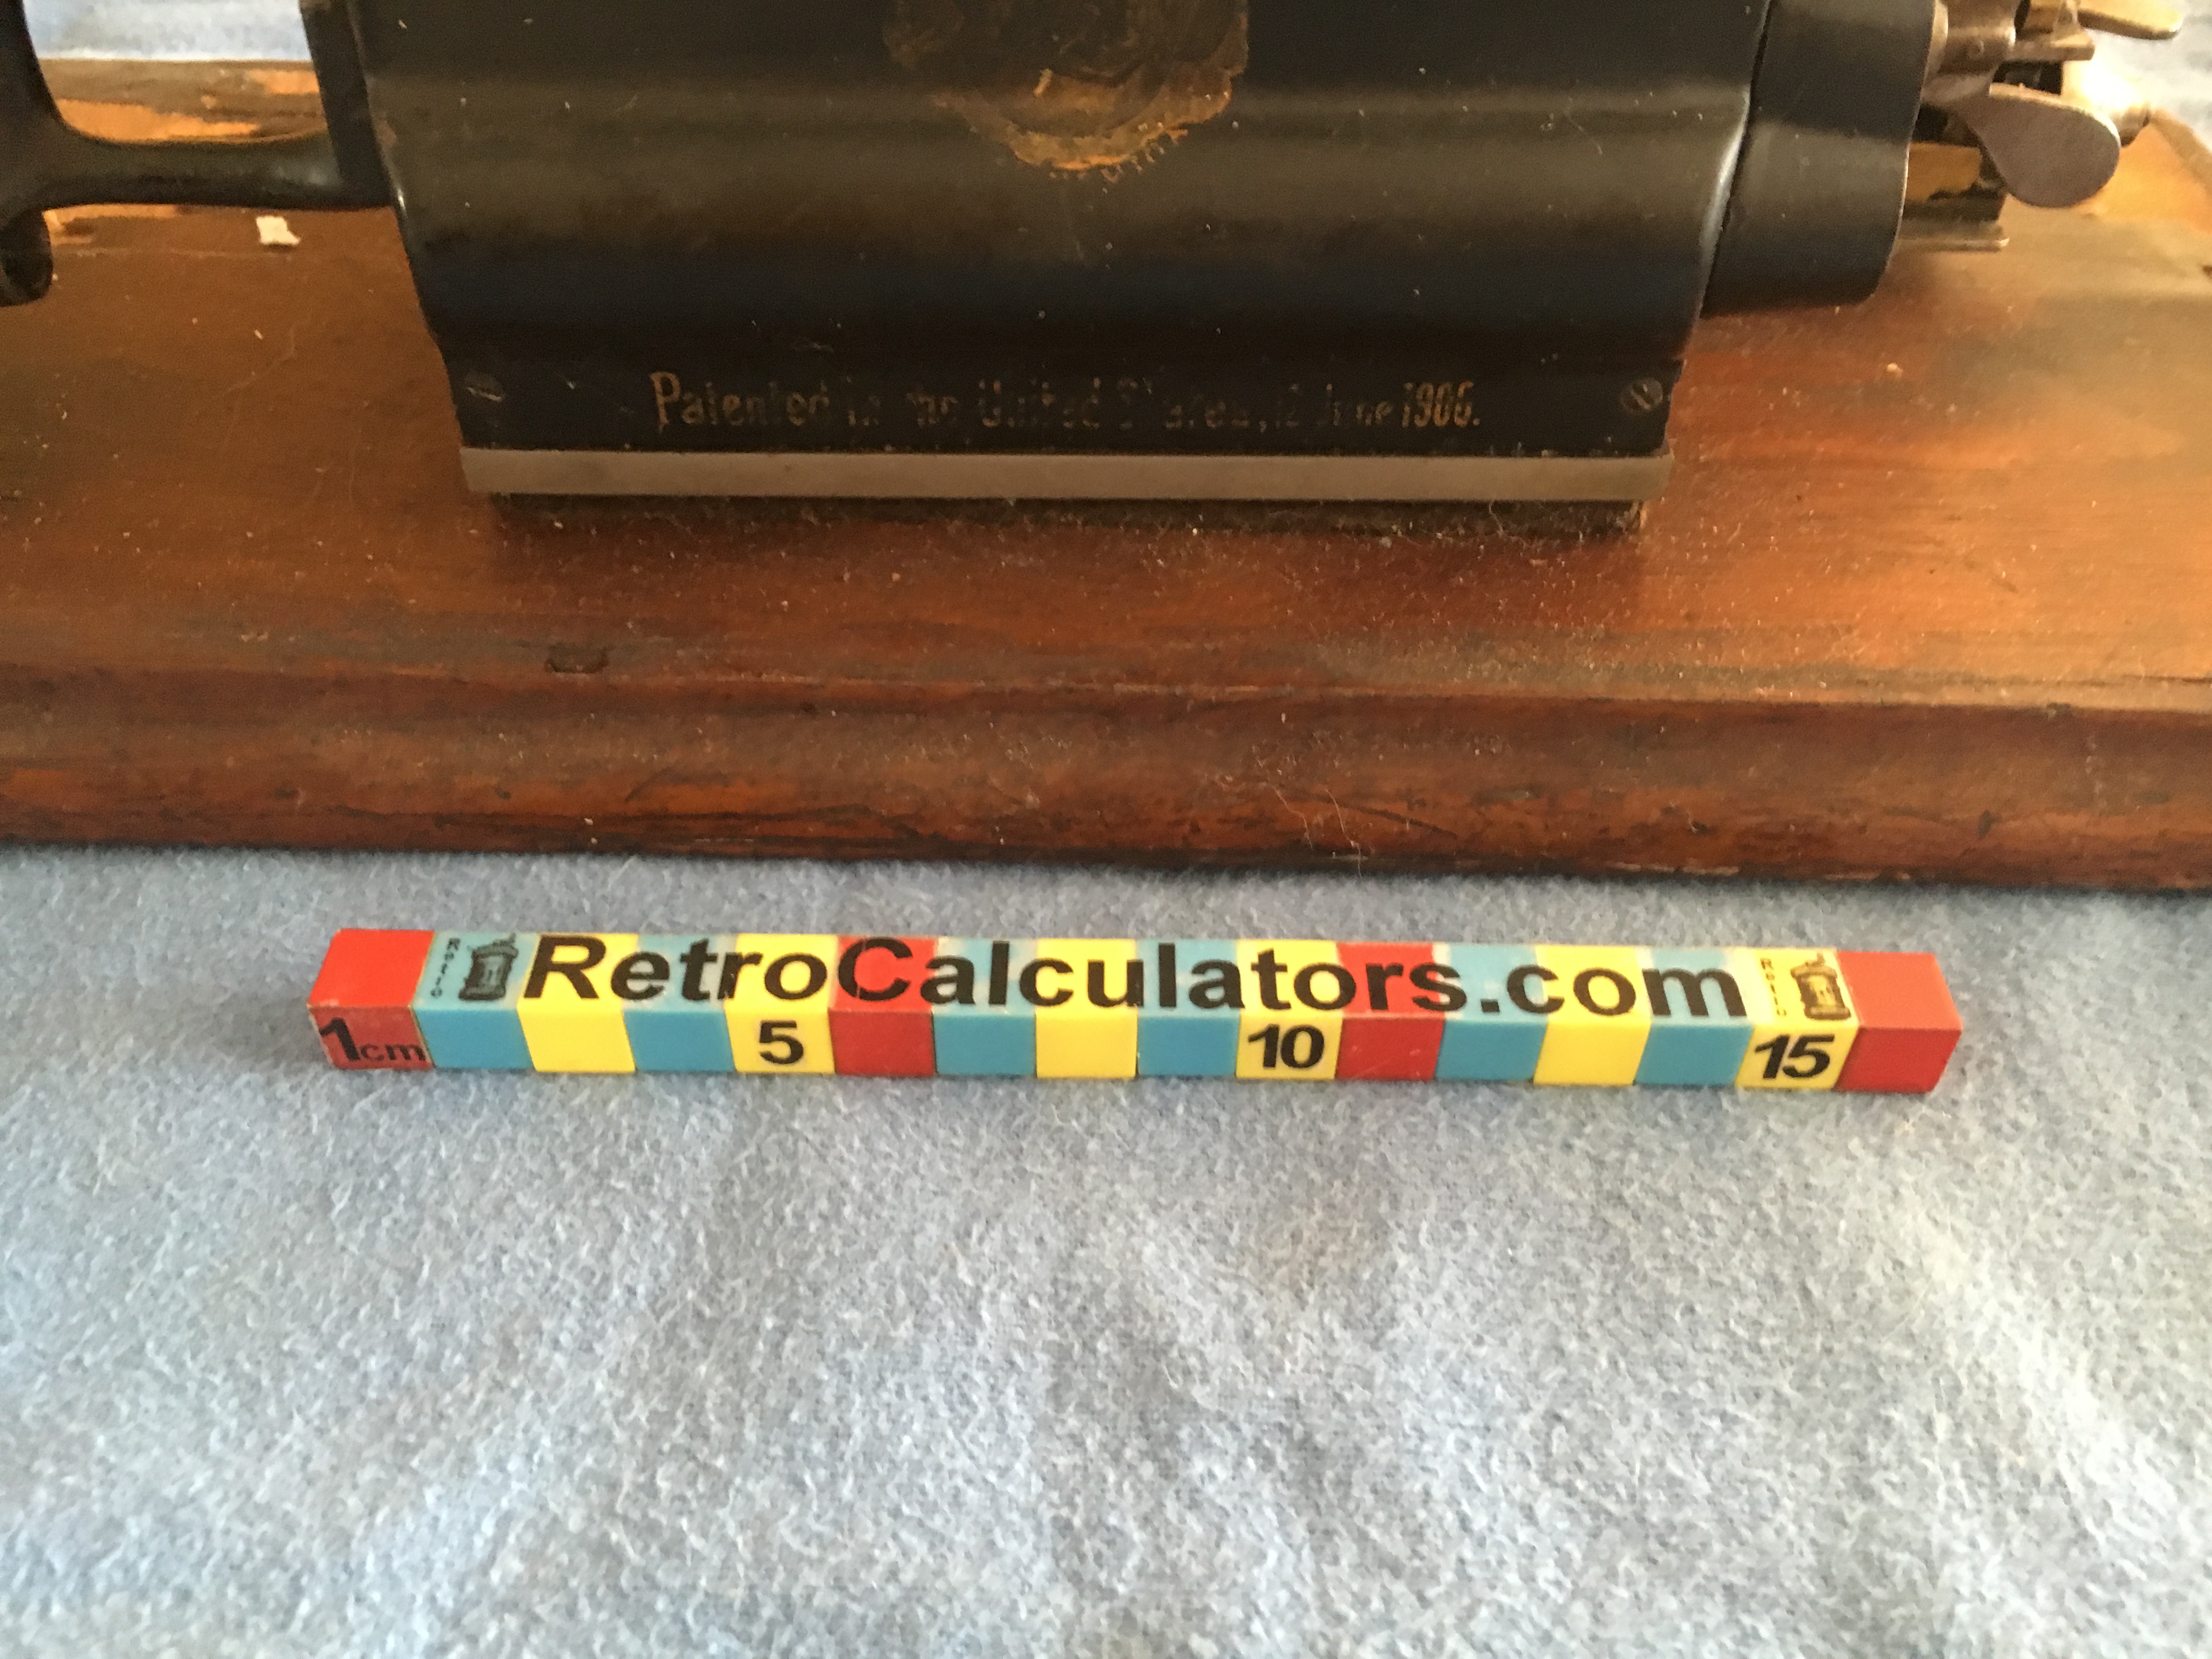 Patented in the United States, 12 June 1906.
RetroCalculators.com
1cm 5 10 15